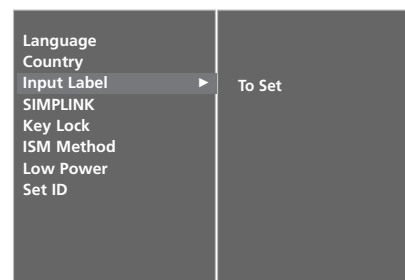 Language
Country
Input Label ► To Set
SIMPLINK
Key Lock
ISM Method
Low Power
Set ID